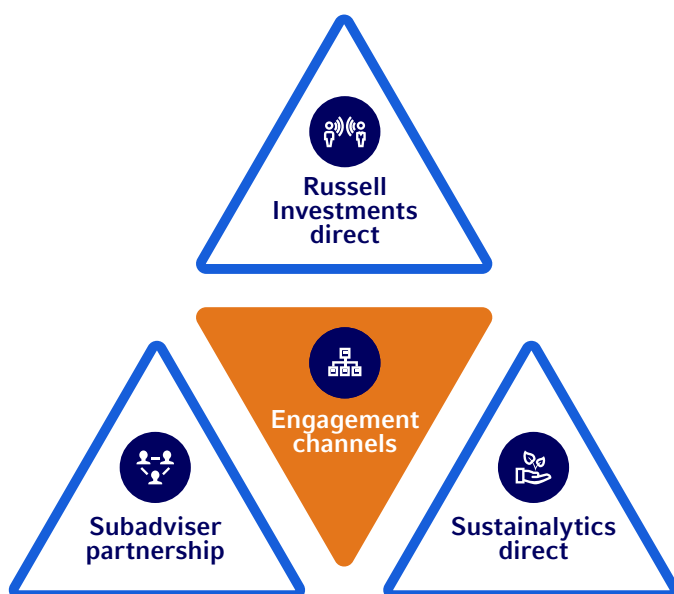 Russell
Investments
direct
Engagement
channels
Subadviser
partnership
Sustainalytics
direct